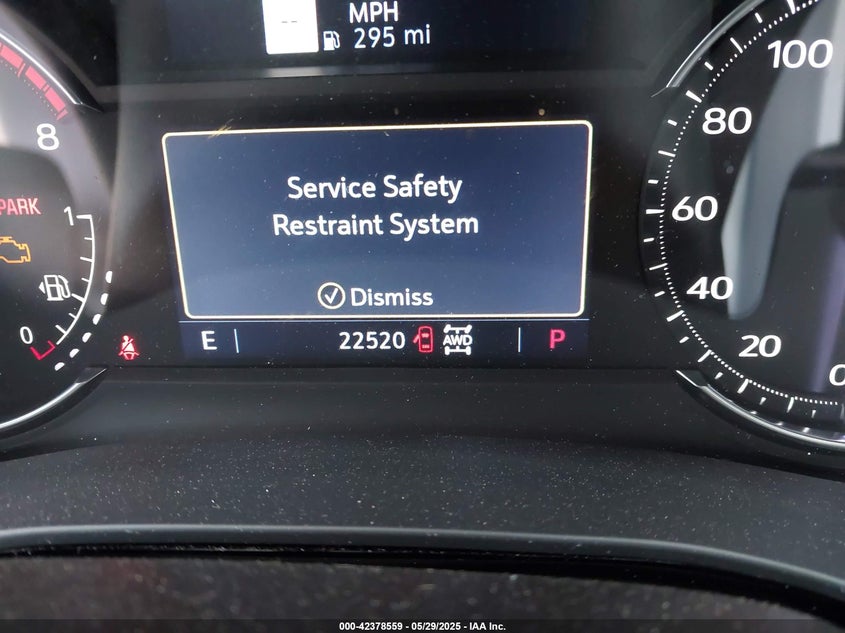 MPH
--
295 mi
8
100
80
60
40
20
0
PARK
1
0
Service Safety
Restraint System
Dismiss
E
22520
AWD
P
000-42378559 - 05/29/2025 - IAA Inc.